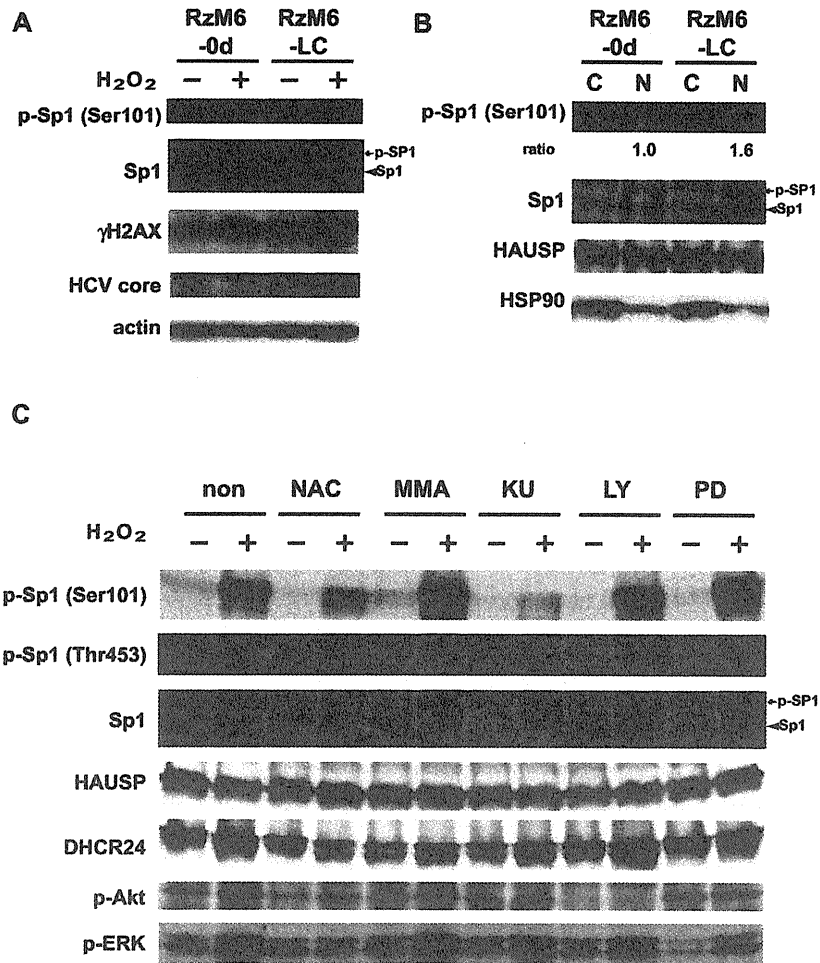 A
RzM6 RzM6
-0d -LC
H₂O₂ − + − +
p-Sp1 (Ser101)
Sp1
p-SP1
Sp1
γH2AX
HCV core
actin
B
RzM6 RzM6
-0d -LC
C N C N
p-Sp1 (Ser101)
ratio 1.0 1.6
Sp1
p-SP1
Sp1
HAUSP
HSP90
C
non NAC MMA KU LY PD
H₂O₂ − + − + − + − + − + − +
p-Sp1 (Ser101)
p-Sp1 (Thr453)
Sp1
p-SP1
Sp1
HAUSP
DHCR24
p-Akt
p-ERK